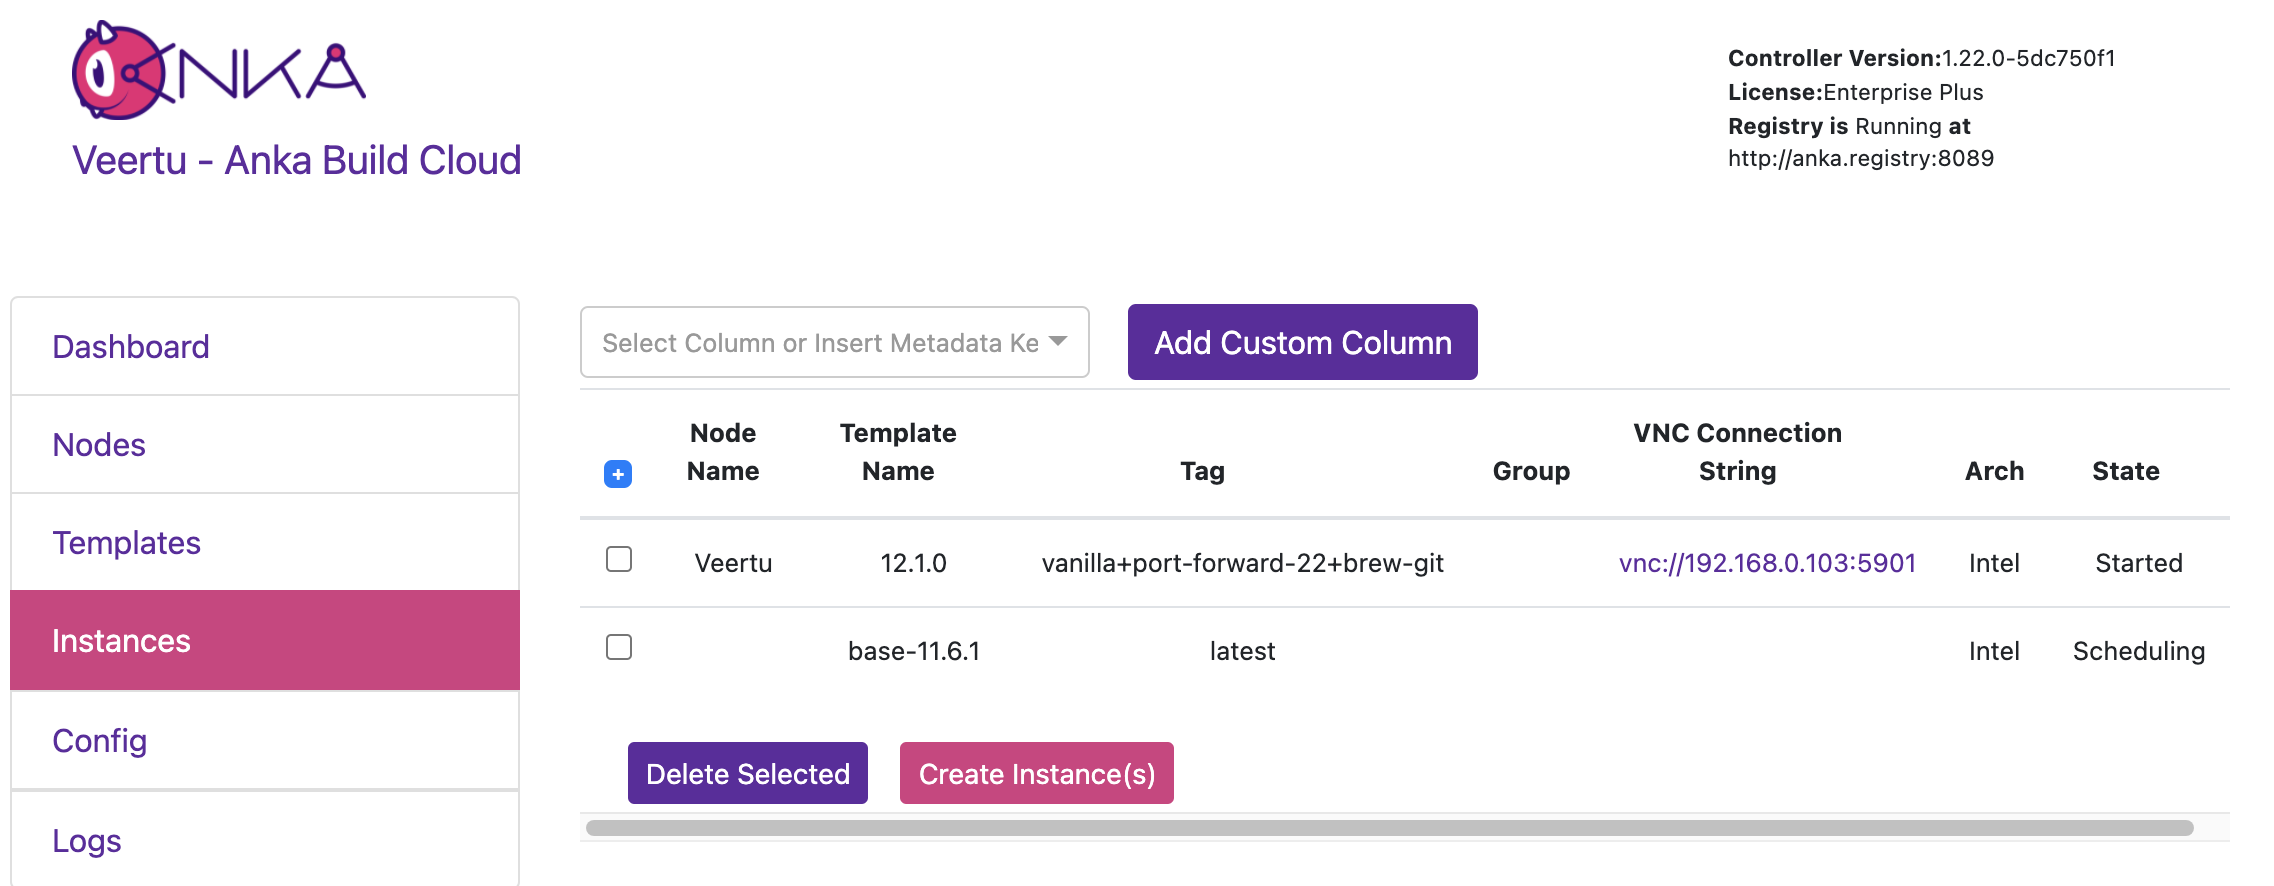 ANKA
Veertu - Anka Build Cloud
Controller Version:1.22.0-5dc750f1
License:Enterprise Plus
Registry is Running at
http://anka.registry:8089
Dashboard
Nodes
Templates
Instances
Config
Logs
Select Column or Insert Metadata Ke
Add Custom Column
Node Name Template Name Tag Group VNC Connection String Arch State
Veertu 12.1.0 vanilla+port-forward-22+brew-git vnc://192.168.0.103:5901 Intel Started
base-11.6.1 latest Intel Scheduling
Delete Selected Create Instance(s)